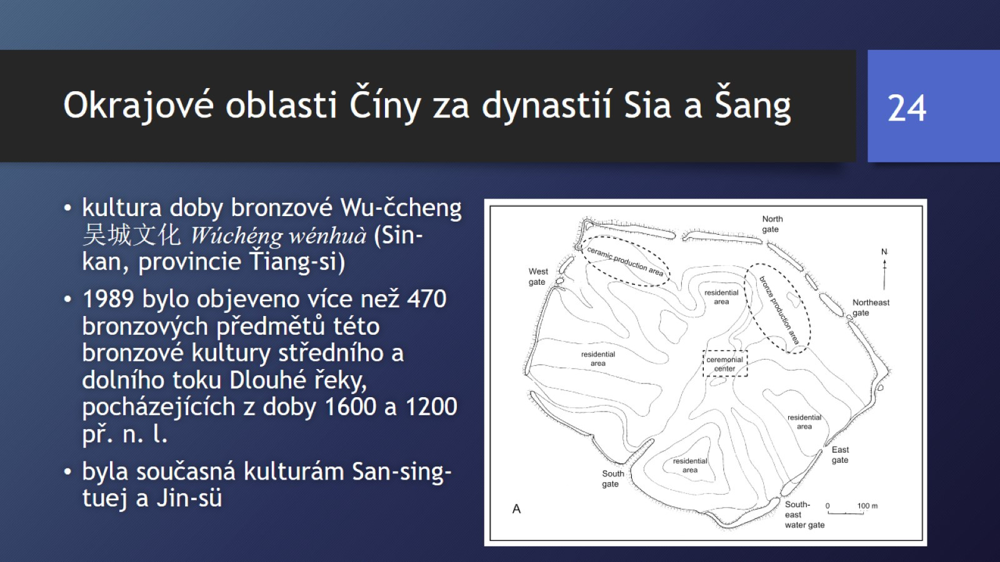 Okrajové oblasti Číny za dynastií Sia a Šang
24
• kultura doby bronzové Wu-čcheng
吴城文化 Wúchéng wénhuà (Sin-
kan, provincie Ťiang-si)
• 1989 bylo objeveno více než 470
bronzových předmětů této
bronzové kultury středního a
dolního toku Dlouhé řeky,
pocházejících z doby 1600 a 1200
př. n. l.
• byla současná kulturám San-sing-
tuej a Jin-sü
North
gate
N
ceramic production area
West
gate
residential
area
bronze production area
Northeast
gate
residential
area
ceremonial
center
residential
area
East
gate
residential
area
South
gate
A
South-
east
water gate
0 100 m